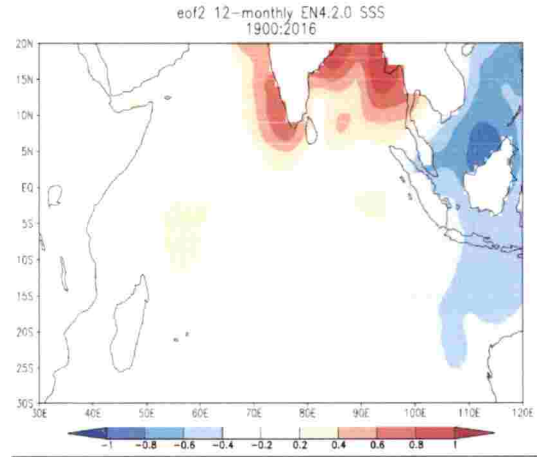 eof2 12-monthly EN4.2.0 SSS
1900:2016
20N
15N
10N
5N
EQ
5S
10S
15S
20S
25S
30S
30E 40E 50E 60E 70E 80E 90E 100E 110E 120E
-1 -0.8 -0.6 -0.4 -0.2 0.2 0.4 0.6 0.8 1